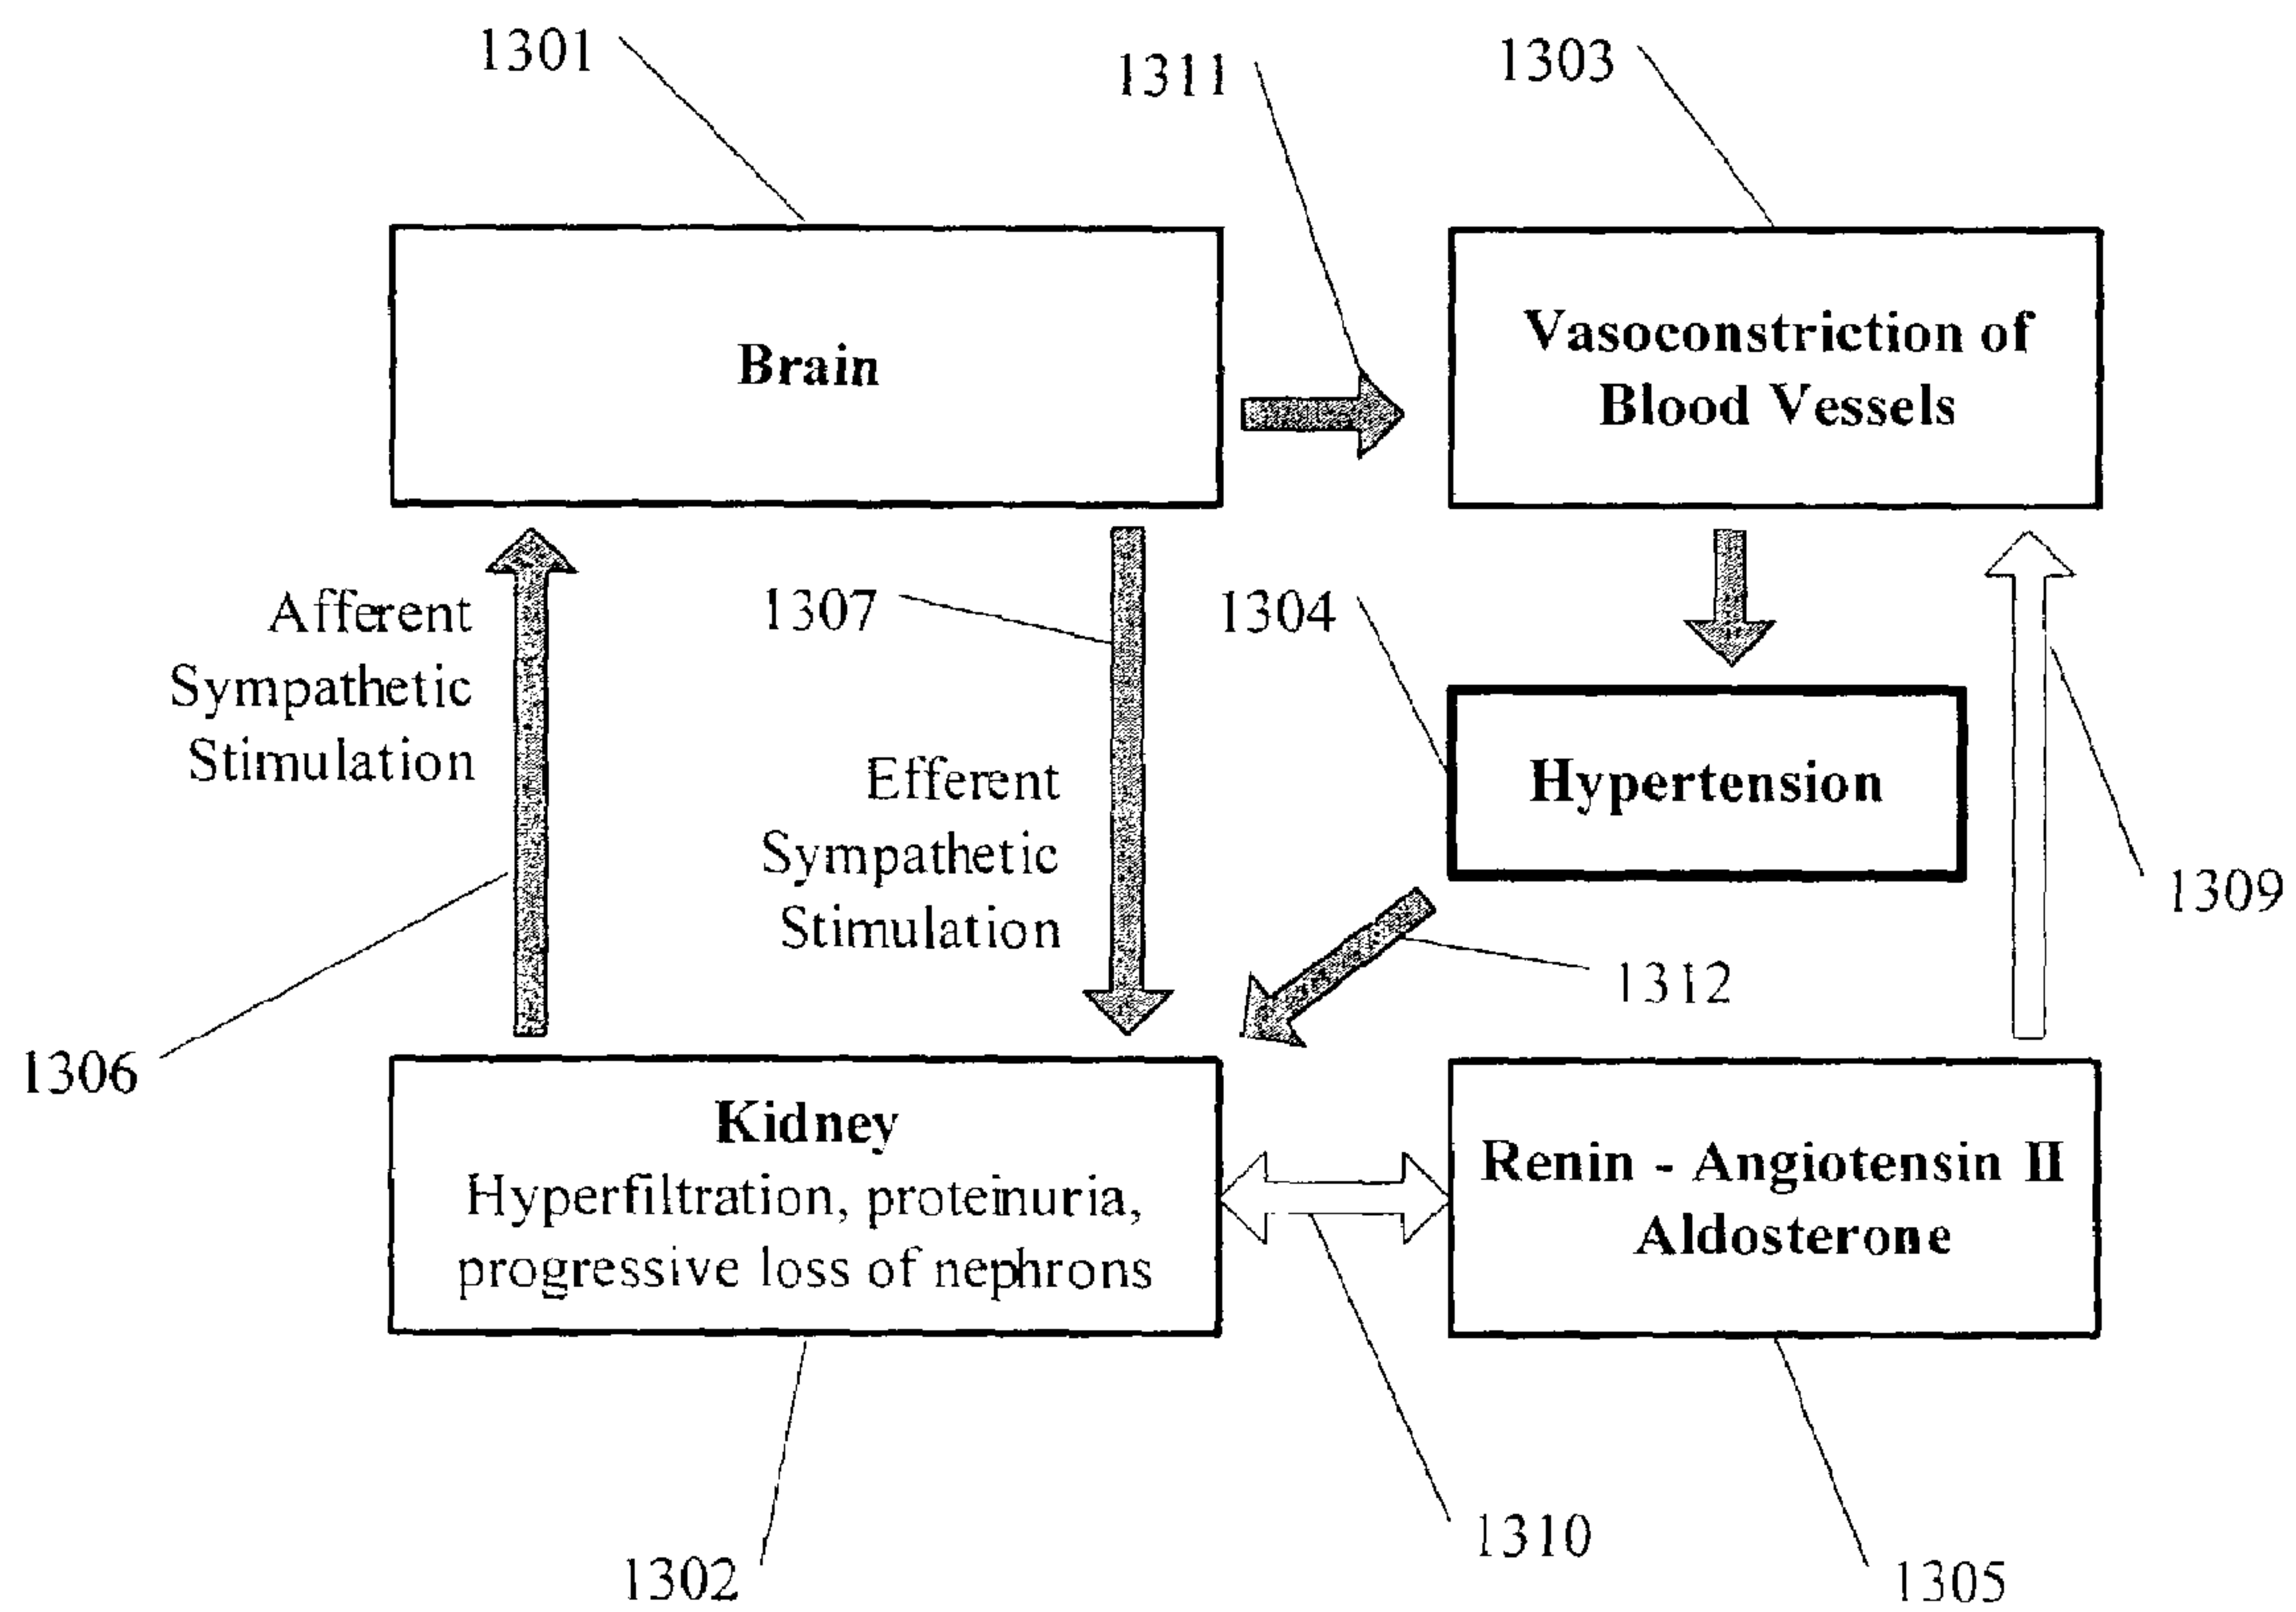 1301
1311
1303
Brain
Vasoconstriction of
Blood Vessels
Afferent
Sympathetic
Stimulation
1307
1304
Efferent
Sympathetic
Stimulation
Hypertension
1309
1312
1306
Kidney
Hyperfiltration, proteinuria,
progressive loss of nephrons
Renin - Angiotensin II
Aldosterone
1310
1302
1305